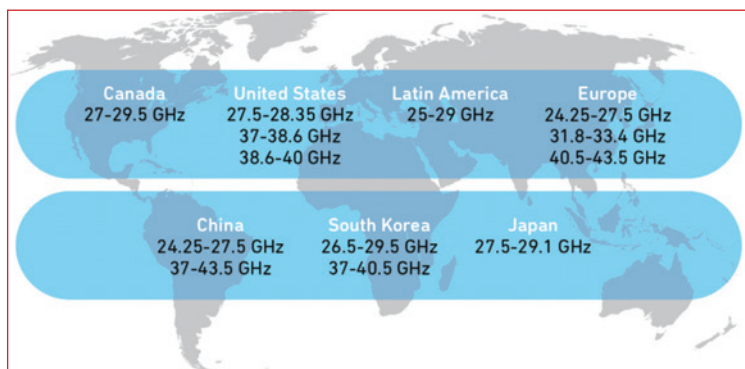 Canada
27-29.5 GHz
United States
27.5-28.35 GHz
37-38.6 GHz
38.6-40 GHz
Latin America
25-29 GHz
Europe
24.25-27.5 GHz
31.8-33.4 GHz
40.5-43.5 GHz
China
24.25-27.5 GHz
37-43.5 GHz
South Korea
26.5-29.5 GHz
37-40.5 GHz
Japan
27.5-29.1 GHz